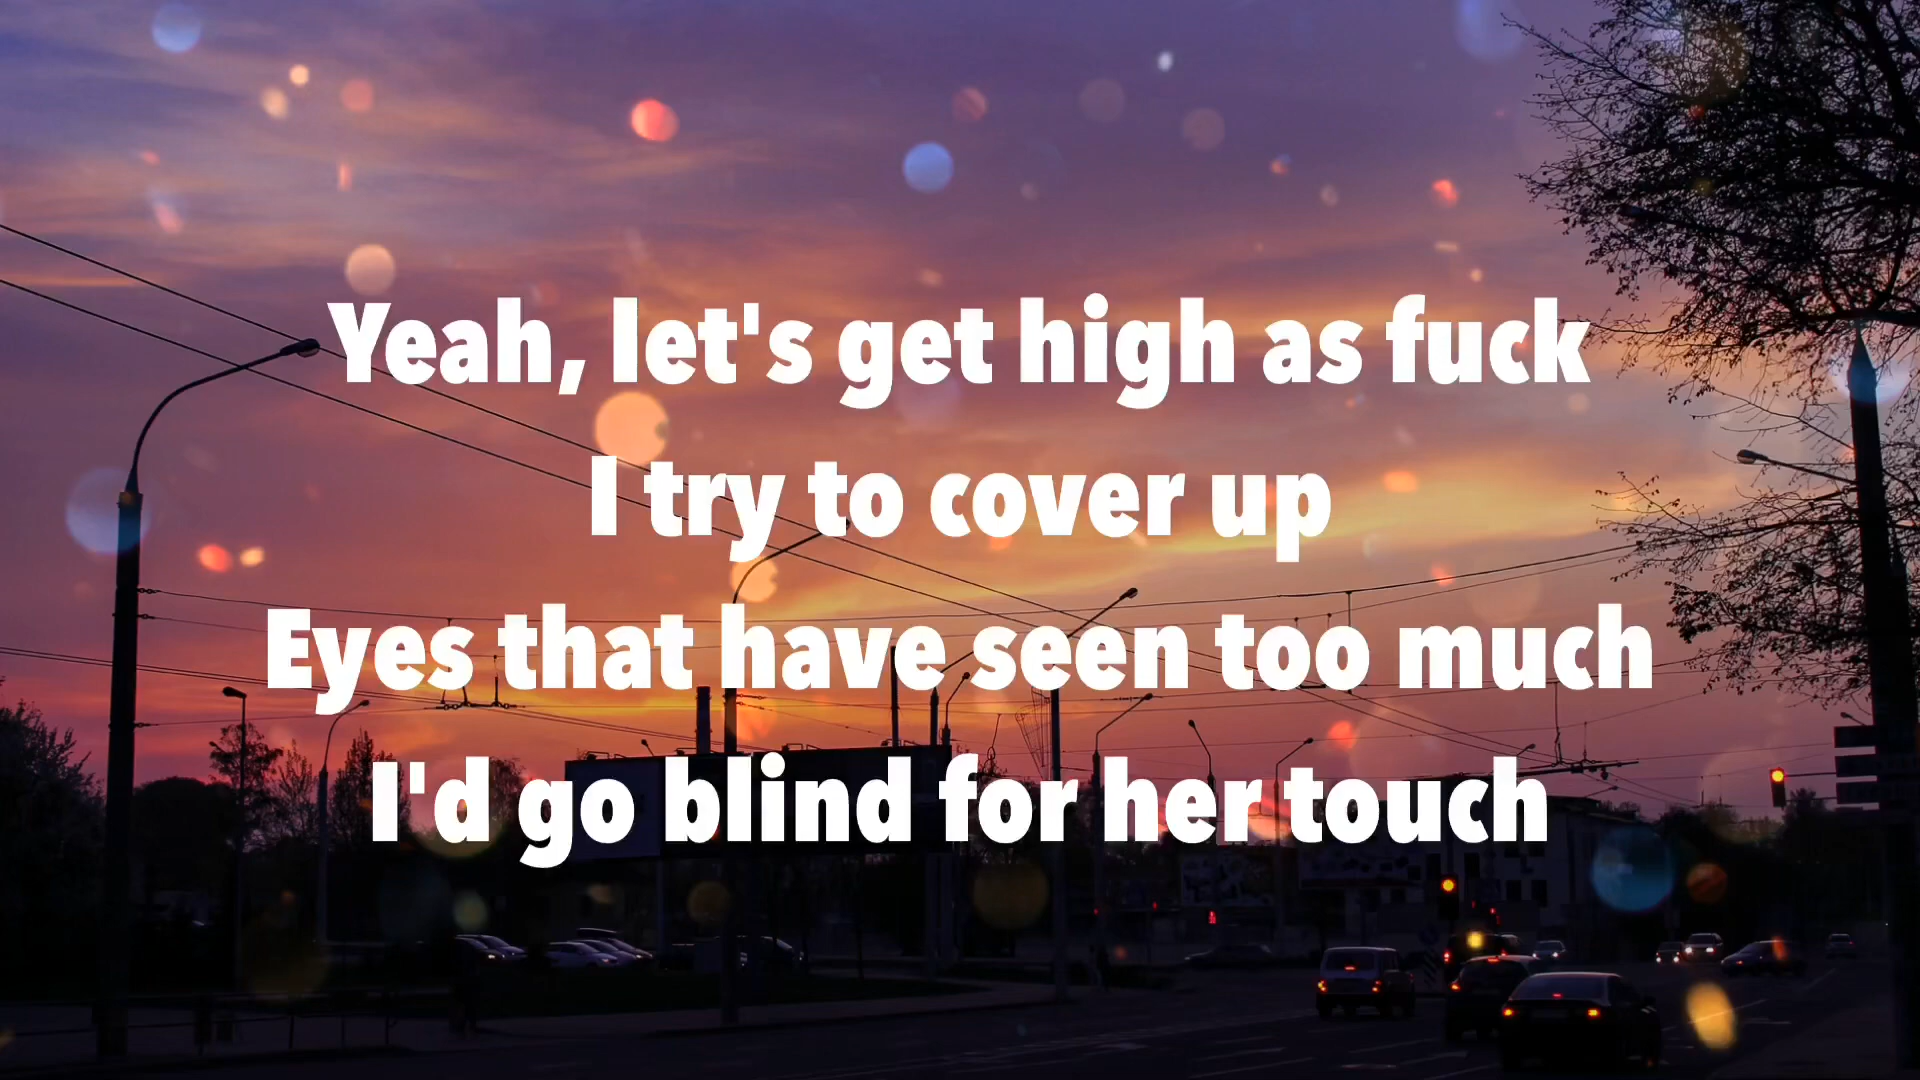 Yeah, let's get high as fuck
I try to cover up
Eyes that have seen too much
I'd go blind for her touch